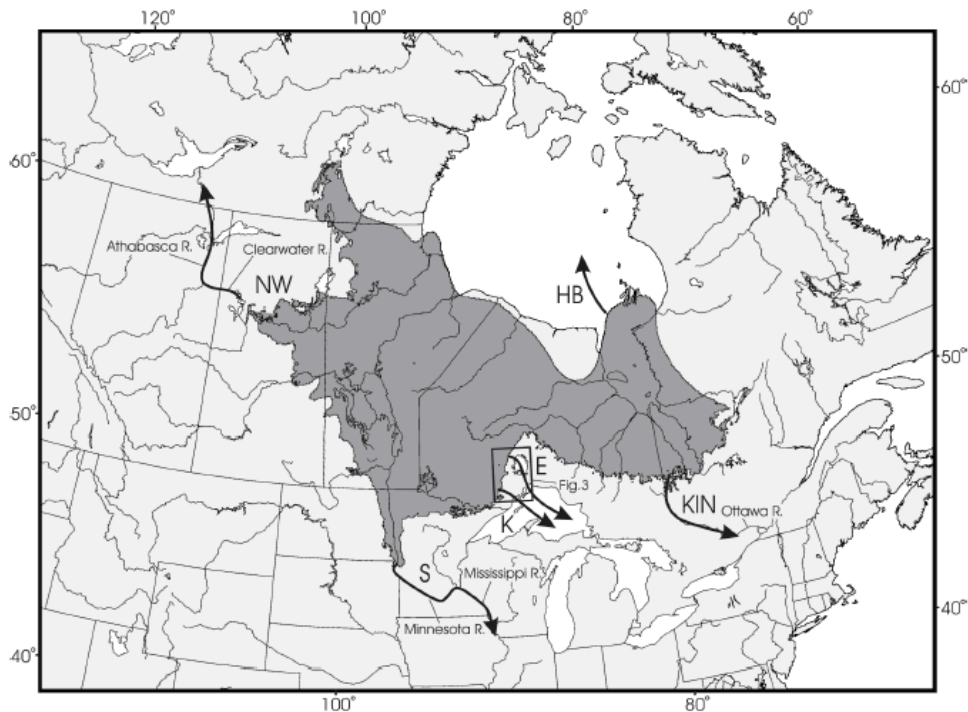 120°
100°
80°
60°
60°
60°
Athabasca R.
Clearwater R.
NW
HB
50°
50°
E
Fig.3
K
KIN
Ottawa R.
S
Mississippi R.
Minnesota R.
40°
40°
100°
80°